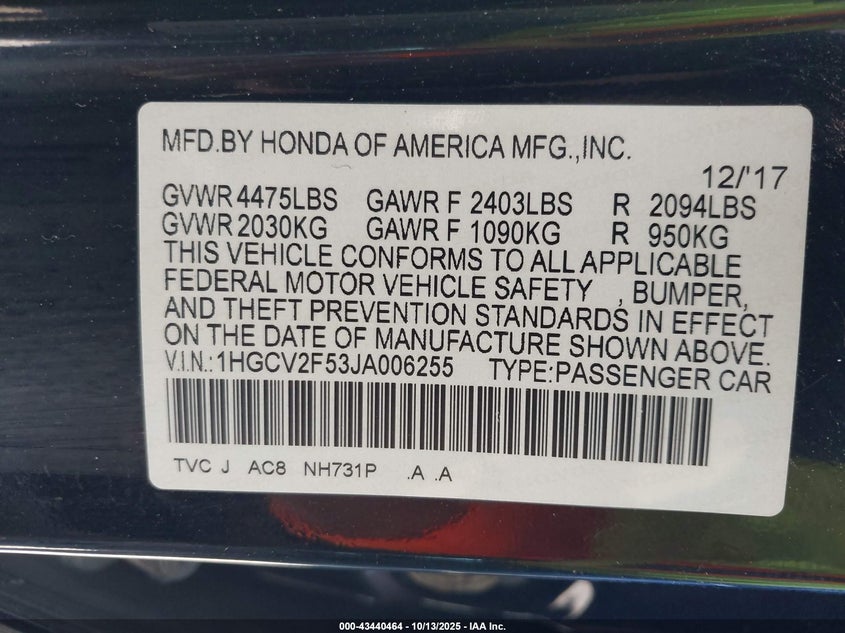 MFD.BY HONDA OF AMERICA MFG.,INC.
12/'17
GVWR 4475LBS GAWR F 2403LBS R 2094LBS
GVWR 2030KG GAWR F 1090KG R 950KG
THIS VEHICLE CONFORMS TO ALL APPLICABLE
FEDERAL MOTOR VEHICLE SAFETY , BUMPER,
AND THEFT PREVENTION STANDARDS IN EFFECT
ON THE DATE OF MANUFACTURE SHOWN ABOVE.
V.I.N.:1HGCV2F53JA006255 TYPE:PASSENGER CAR
TVC J AC8 NH731P .A .A
000-43440464 | 10/13/2025 - IAA Inc.